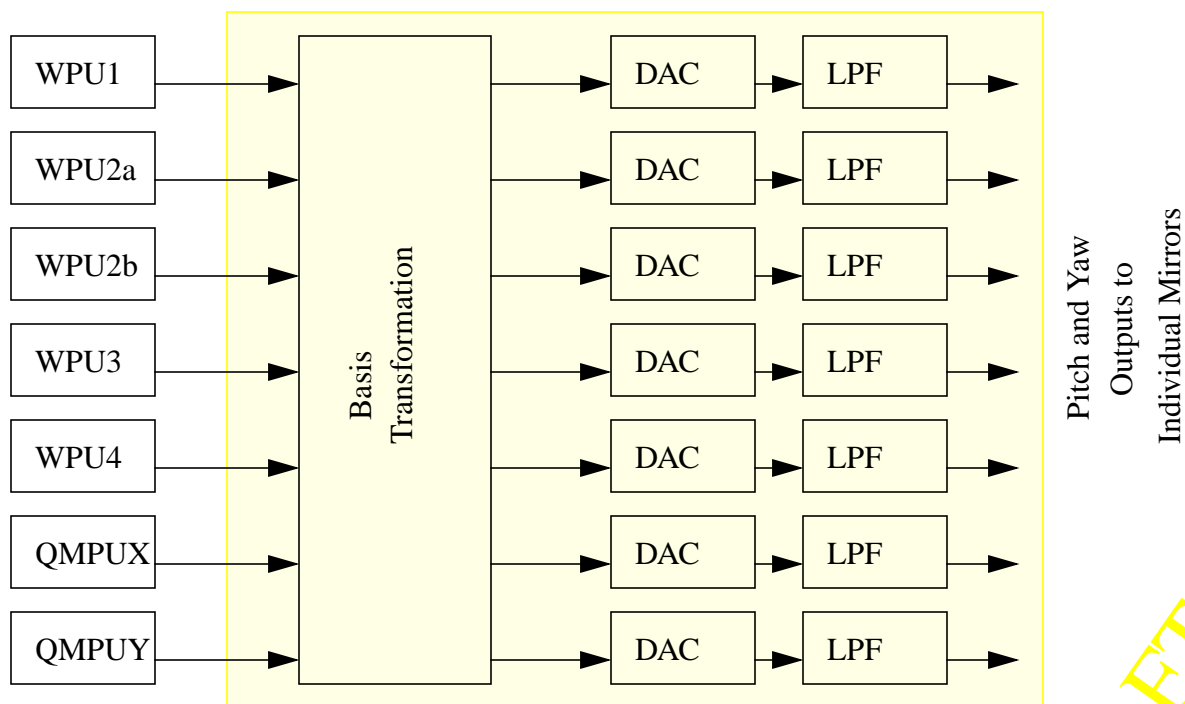 WPU1
DAC
LPF
WPU2a
DAC
LPF
WPU2b
DAC
LPF
WPU3
DAC
LPF
WPU4
DAC
LPF
QMPUX
DAC
LPF
QMPUY
DAC
LPF
Basis
Transformation
Pitch and Yaw
Outputs to
Individual Mirrors
ET